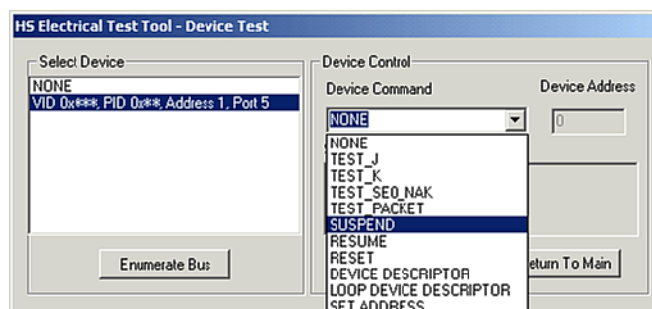 HS Electrical Test Tool - Device Test
Select Device
NONE
VID 0x***, PID 0x**, Address 1, Port 5
Enumerate Bus
Device Control
Device Command
Device Address
NONE
0
NONE
TEST_J
TEST_K
TEST_SE0_NAK
TEST_PACKET
SUSPEND
RESUME
RESET
DEVICE DESCRIPTOR
LOOP DEVICE DESCRIPTOR
SET ADDRESS
eturn To Main